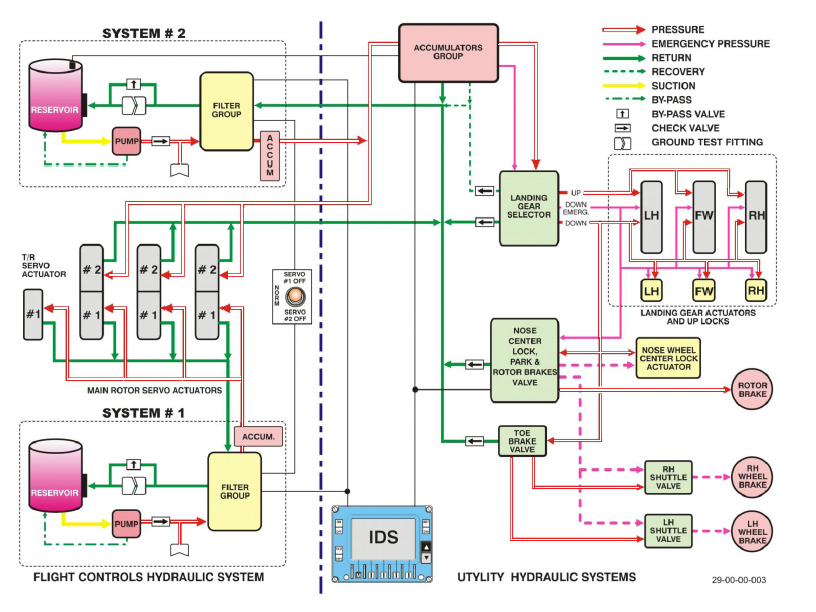 SYSTEM # 2
RESERVOIR
PUMP
FILTER
GROUP
A
C
C
U
M
ACCUMULATORS
GROUP
PRESSURE
EMERGENCY PRESSURE
RETURN
RECOVERY
SUCTION
BY-PASS
BY-PASS VALVE
CHECK VALVE
GROUND TEST FITTING
LANDING
GEAR
SELECTOR
UP
DOWN
EMERG.
DOWN
LH
FW
RH
LH
FW
RH
LANDING GEAR ACTUATORS
AND UP LOCKS
T/R
SERVO
ACTUATOR
# 2
# 2
# 2
#1
# 1
# 1
# 1
MAIN ROTOR SERVO ACTUATORS
SERVO
#1 OFF
NORM
SERVO
#2 OFF
NOSE
CENTER
LOCK,
PARK &
ROTOR BRAKES
VALVE
NOSE WHEEL
CENTER LOCK
ACTUATOR
ROTOR
BRAKE
TOE
BRAKE
VALVE
RH
SHUTTLE
VALVE
RH
WHEEL
BRAKE
LH
SHUTTLE
VALVE
LH
WHEEL
BRAKE
SYSTEM # 1
ACCUM.
RESERVOIR
PUMP
FILTER
GROUP
IDS
FLIGHT CONTROLS HYDRAULIC SYSTEM
UTYLITY HYDRAULIC SYSTEMS
29-00-00-003